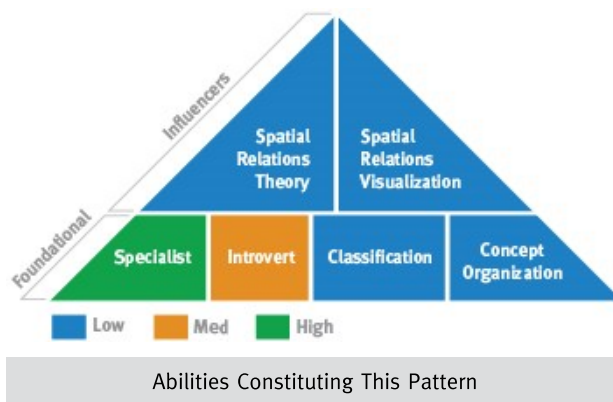 Influencers
Spatial
Relations
Theory
Spatial
Relations
Visualization
Foundational
Specialist
Introvert
Classification
Concept
Organization
Low
Med
High
Abilities Constituting This Pattern